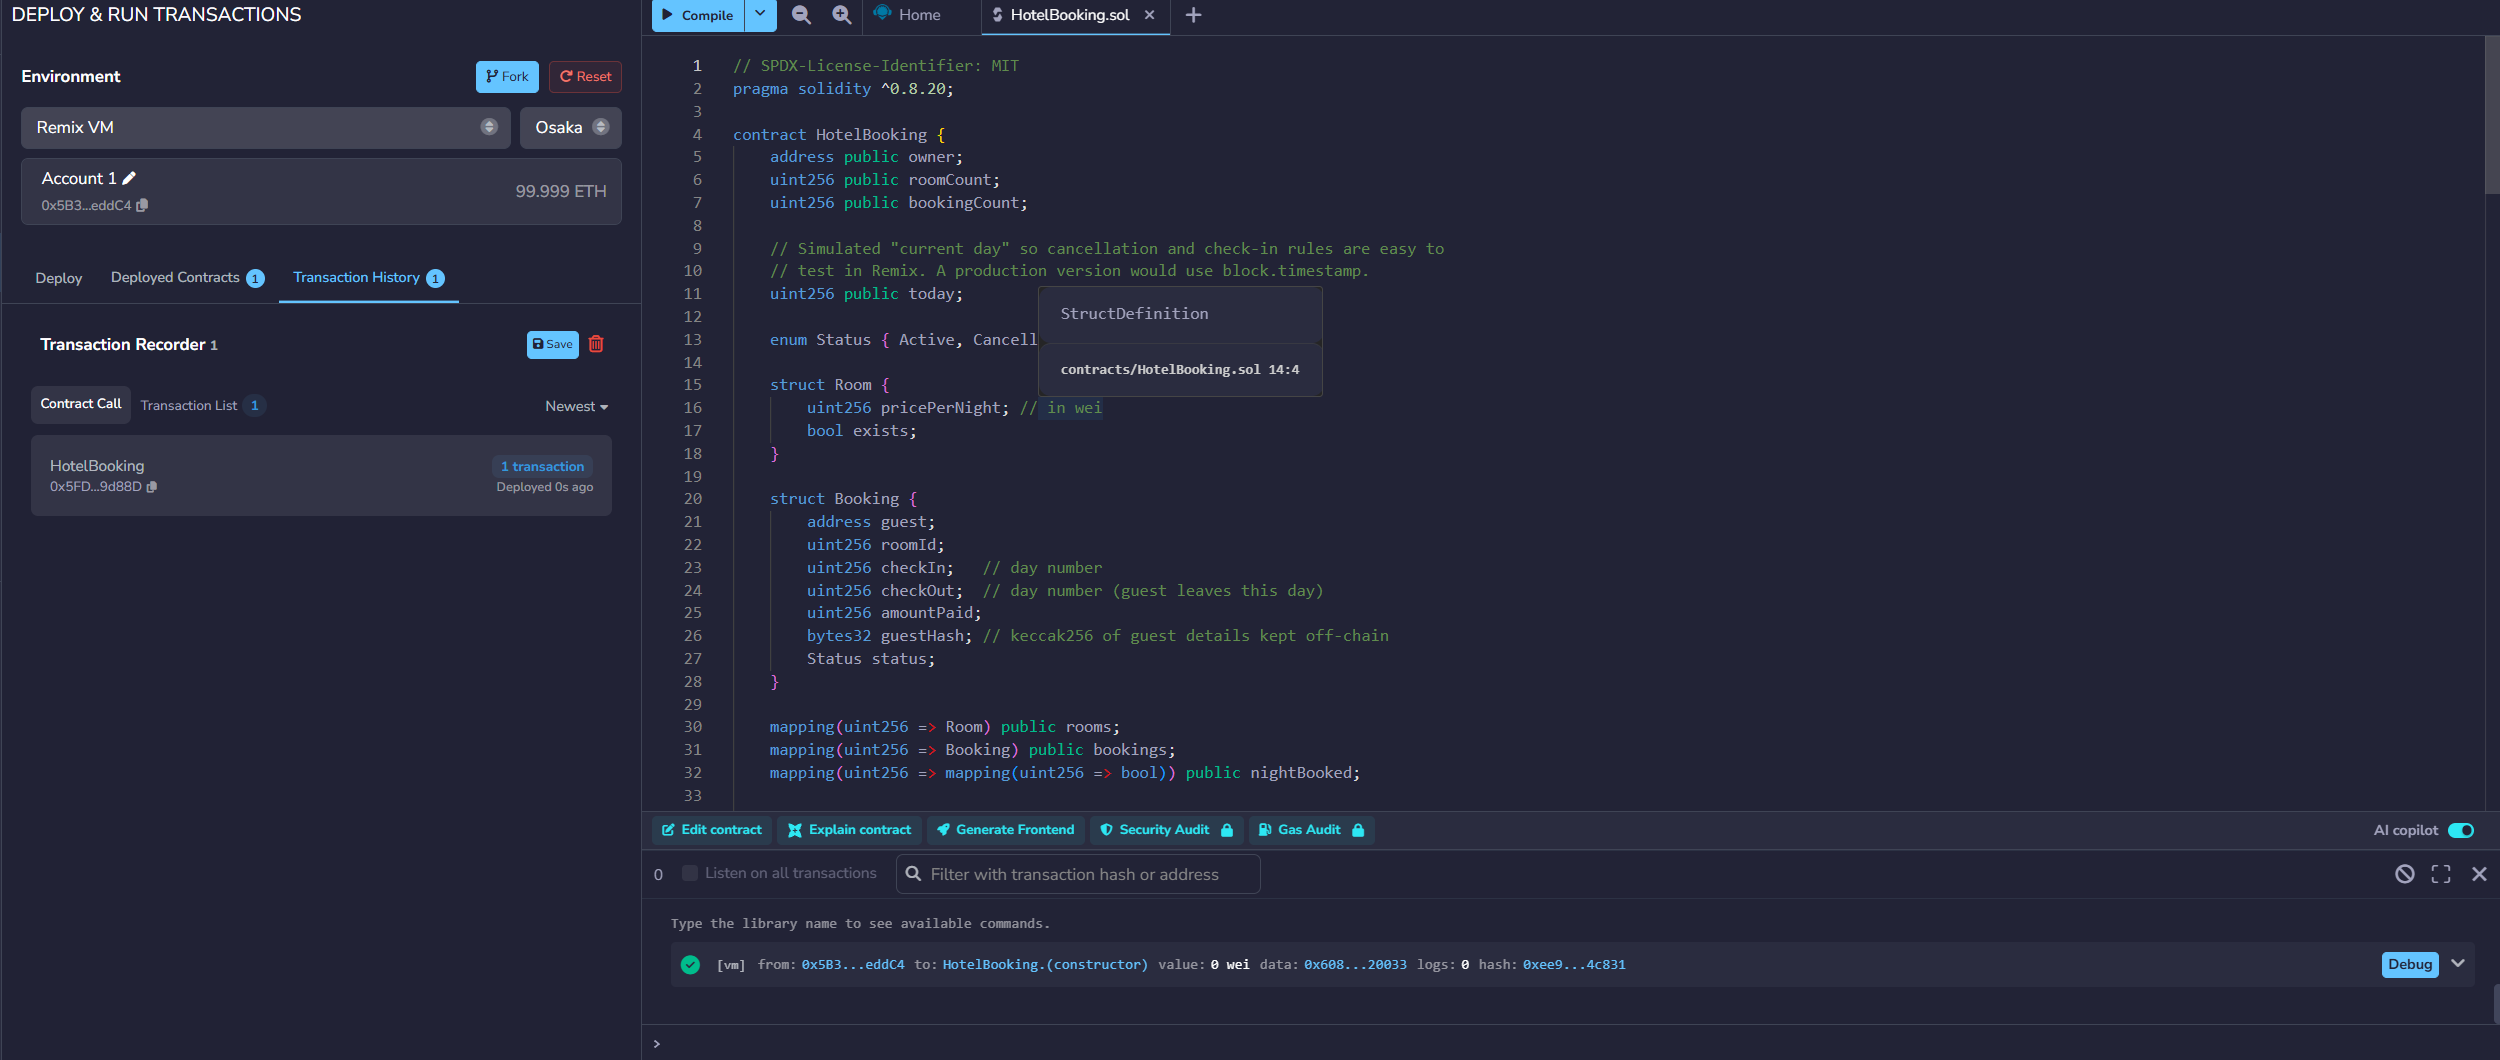 DEPLOY & RUN TRANSACTIONS
Environment
Fork
Reset
Remix VM
Osaka
Account 1
99.999 ETH
0x5B3...eddC4
Deploy
Deployed Contracts 1
Transaction History 1
Transaction Recorder 1
Save
Contract Call
Transaction List 1
Newest
HotelBooking
1 transaction
0x5FD...9d88D
Deployed 0s ago
Compile
Home
HotelBooking.sol
1 // SPDX-License-Identifier: MIT
2 pragma solidity ^0.8.20;
3
4 contract HotelBooking {
5 address public owner;
6 uint256 public roomCount;
7 uint256 public bookingCount;
8
9 // Simulated "current day" so cancellation and check-in rules are easy to
10 // test in Remix. A production version would use block.timestamp.
11 uint256 public today;
12
StructDefinition
13 enum Status { Active, Cancell
14
contracts/HotelBooking.sol 14:4
15 struct Room {
16 uint256 pricePerNight; // in wei
17 bool exists;
18 }
19
20 struct Booking {
21 address guest;
22 uint256 roomId;
23 uint256 checkIn; // day number
24 uint256 checkOut; // day number (guest leaves this day)
25 uint256 amountPaid;
26 bytes32 guestHash; // keccak256 of guest details kept off-chain
27 Status status;
28 }
29
30 mapping(uint256 => Room) public rooms;
31 mapping(uint256 => Booking) public bookings;
32 mapping(uint256 => mapping(uint256 => bool)) public nightBooked;
33
Edit contract
Explain contract
Generate Frontend
Security Audit
Gas Audit
AI copilot
0
Listen on all transactions
Filter with transaction hash or address
Type the library name to see available commands.
[vm] from: 0x5B3...eddC4 to: HotelBooking.(constructor) value: 0 wei data: 0x608...20033 logs: 0 hash: 0xee9...4c831
Debug
>